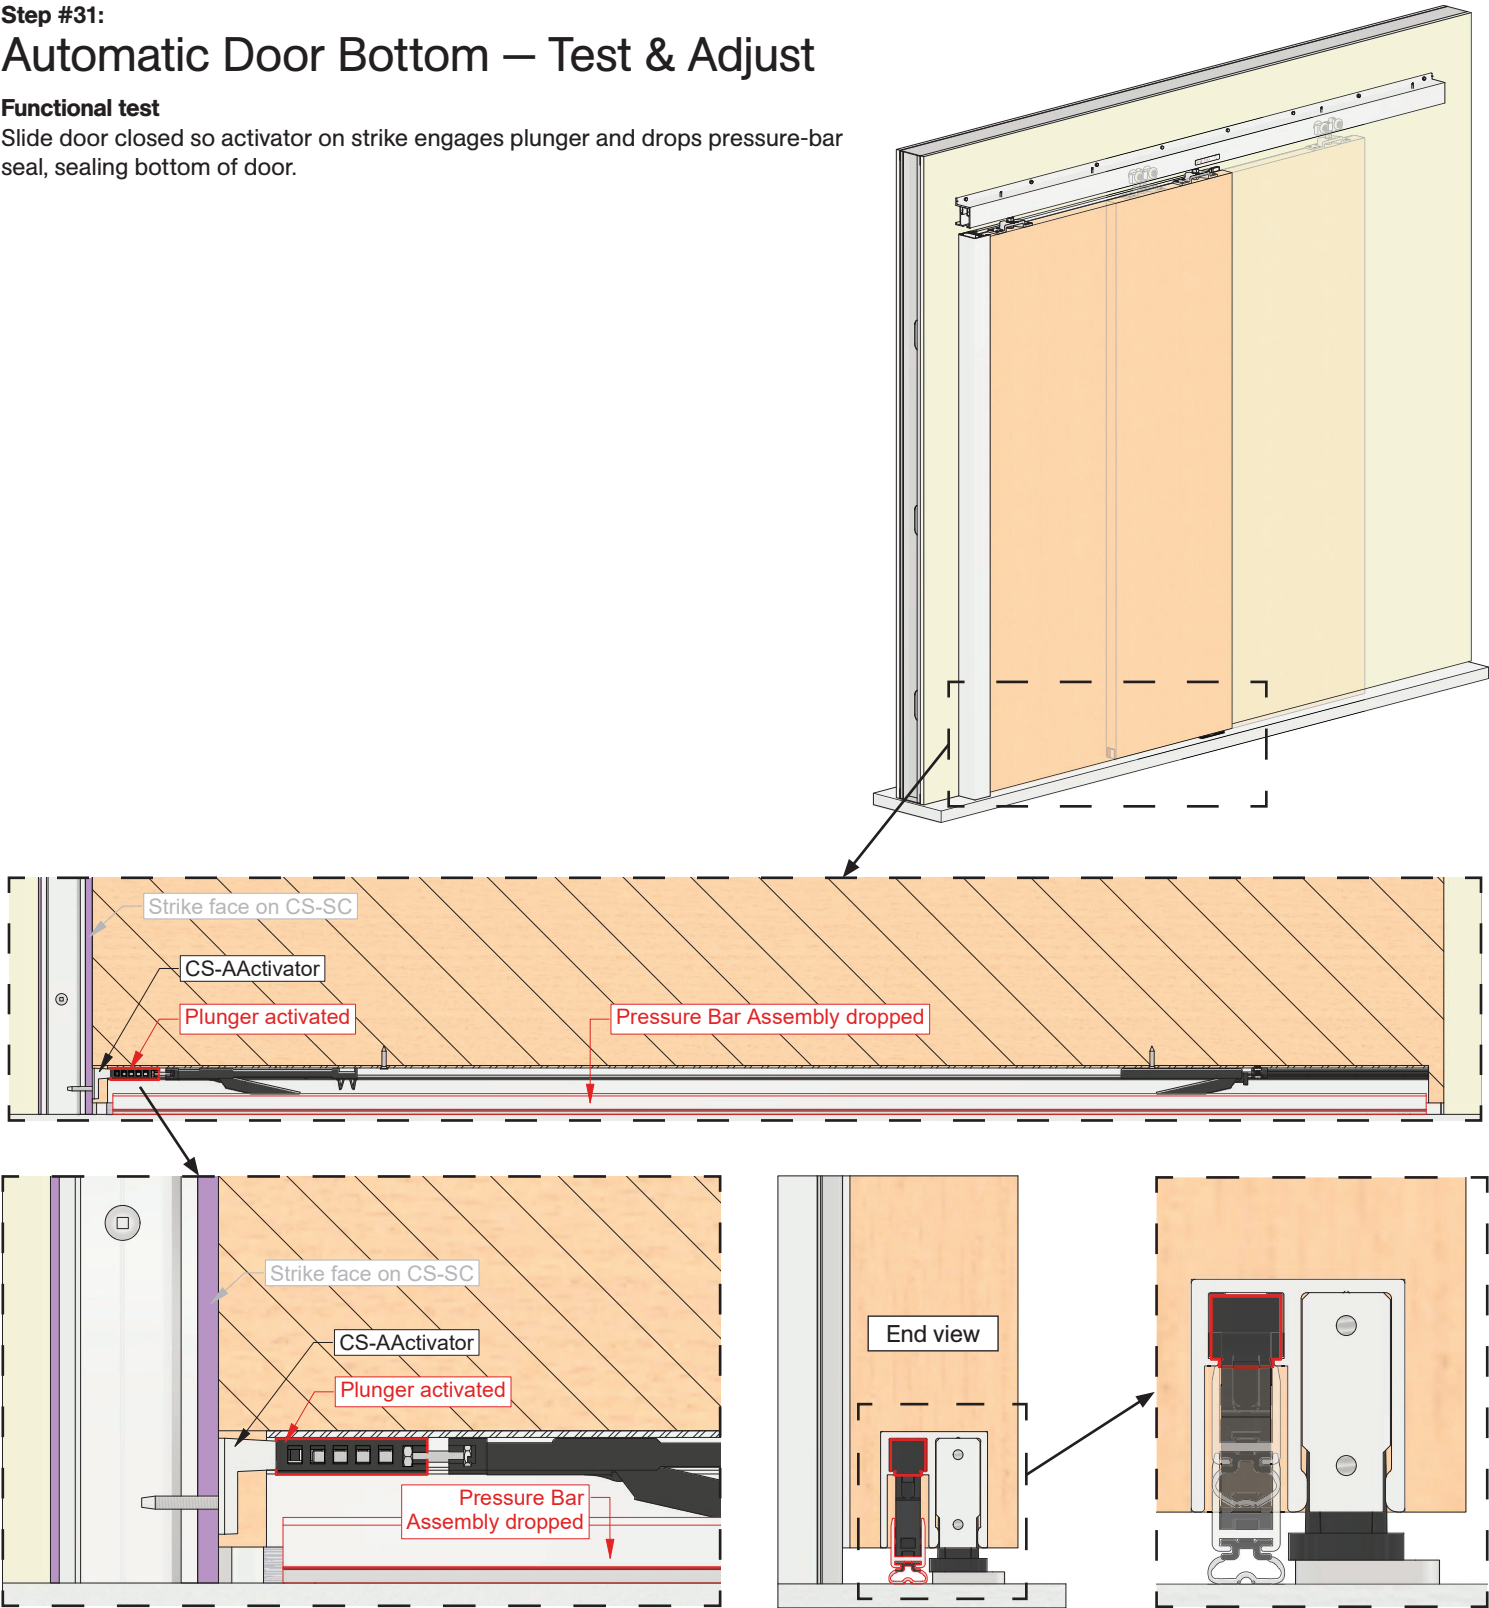 Step #31:
Automatic Door Bottom — Test & Adjust
Functional test
Slide door closed so activator on strike engages plunger and drops pressure-bar
seal, sealing bottom of door.
Strike face on CS-SC
CS-AActivator
Plunger activated
Pressure Bar Assembly dropped
Strike face on CS-SC
CS-AActivator
Plunger activated
Pressure Bar
Assembly dropped
End view